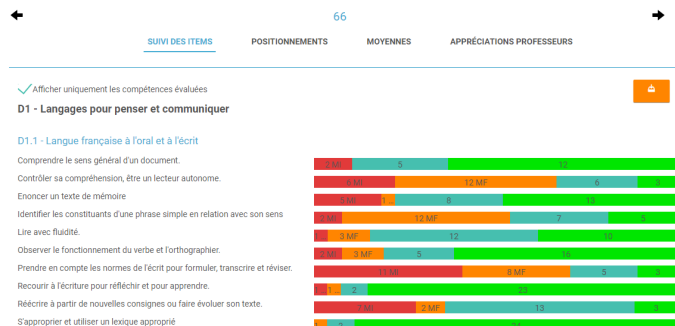 66
SUIVI DES ITEMS POSITIONNEMENTS MOYENNES APPRÉCIATIONS PROFESSEURS
Afficher uniquement les compétences évaluées
D1 - Langages pour penser et communiquer
D1.1 - Langue française à l'oral et à l'écrit
Comprendre le sens général d'un document. 2 MI 5 12
Contrôler sa compréhension, être un lecteur autonome. 6 MI 12 MF 6 3
Enoncer un texte de mémoire 5 MI 1 ... 8 13
Identifier les constituants d'une phrase simple en relation avec son sens 2 MI 12 MF 7 5
Lire avec fluidité. 1... 3 MF 12 10
Observer le fonctionnement du verbe et l'orthographier. 2 MI 3 MF 5 16
Prendre en compte les normes de l'écrit pour formuler, transcrire et réviser. 11 MI 8 MF 5 3
Recourir à l'écriture pour réfléchir et pour apprendre. 1... 1 ... 2 23
Réécrire à partir de nouvelles consignes ou faire évoluer son texte. 7 MI 2 MF 13 3
S'approprier et utiliser un lexique approprié 1... 2 24